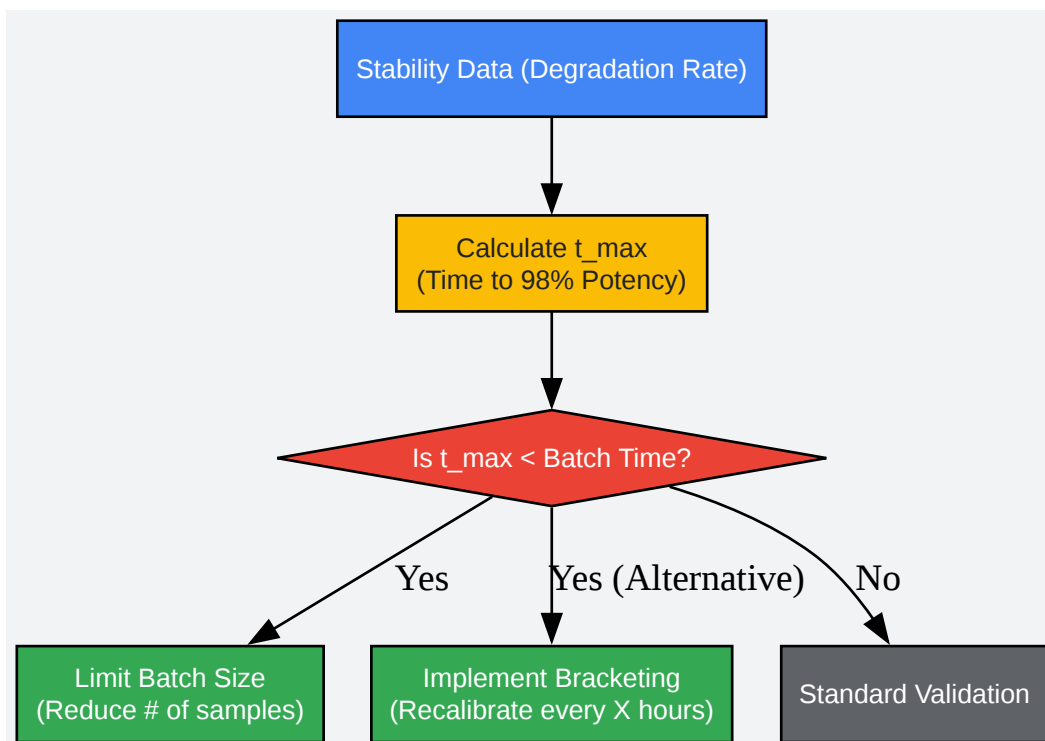 Stability Data (Degradation Rate)
Calculate t_max
(Time to 98% Potency)
Is t_max < Batch Time?
Yes
Yes (Alternative)
No
Limit Batch Size
(Reduce # of samples)
Implement Bracketing
(Recalibrate every X hours)
Standard Validation